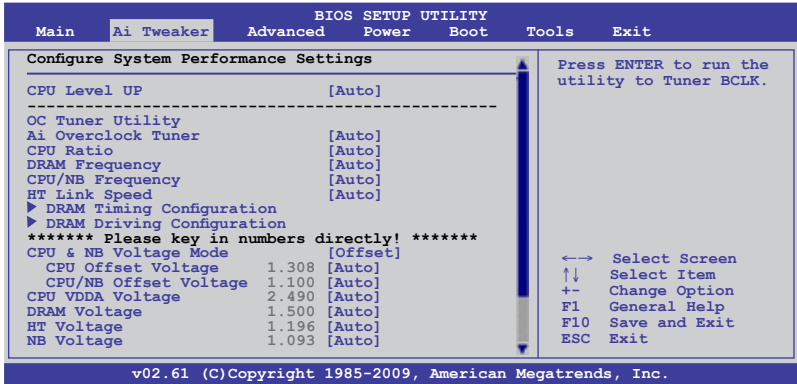 BIOS SETUP UTILITY
Main Ai Tweaker Advanced Power Boot Tools Exit
Configure System Performance Settings
CPU Level UP [Auto]
------------------------------------------------------
OC Tuner Utility
Ai Overclock Tuner [Auto]
CPU Ratio [Auto]
DRAM Frequency [Auto]
CPU/NB Frequency [Auto]
HT Link Speed [Auto]
DRAM Timing Configuration
DRAM Driving Configuration
******* Please key in numbers directly! *******
CPU & NB Voltage Mode [Offset]
CPU Offset Voltage 1.308 [Auto]
CPU/NB Offset Voltage 1.100 [Auto]
CPU VDDA Voltage 2.490 [Auto]
DRAM Voltage 1.500 [Auto]
HT Voltage 1.196 [Auto]
NB Voltage 1.093 [Auto]
Press ENTER to run the
utility to Tuner BCLK.
←→ Select Screen
↑↓ Select Item
+- Change Option
F1 General Help
F10 Save and Exit
ESC Exit
v02.61 (C)Copyright 1985-2009, American Megatrends, Inc.